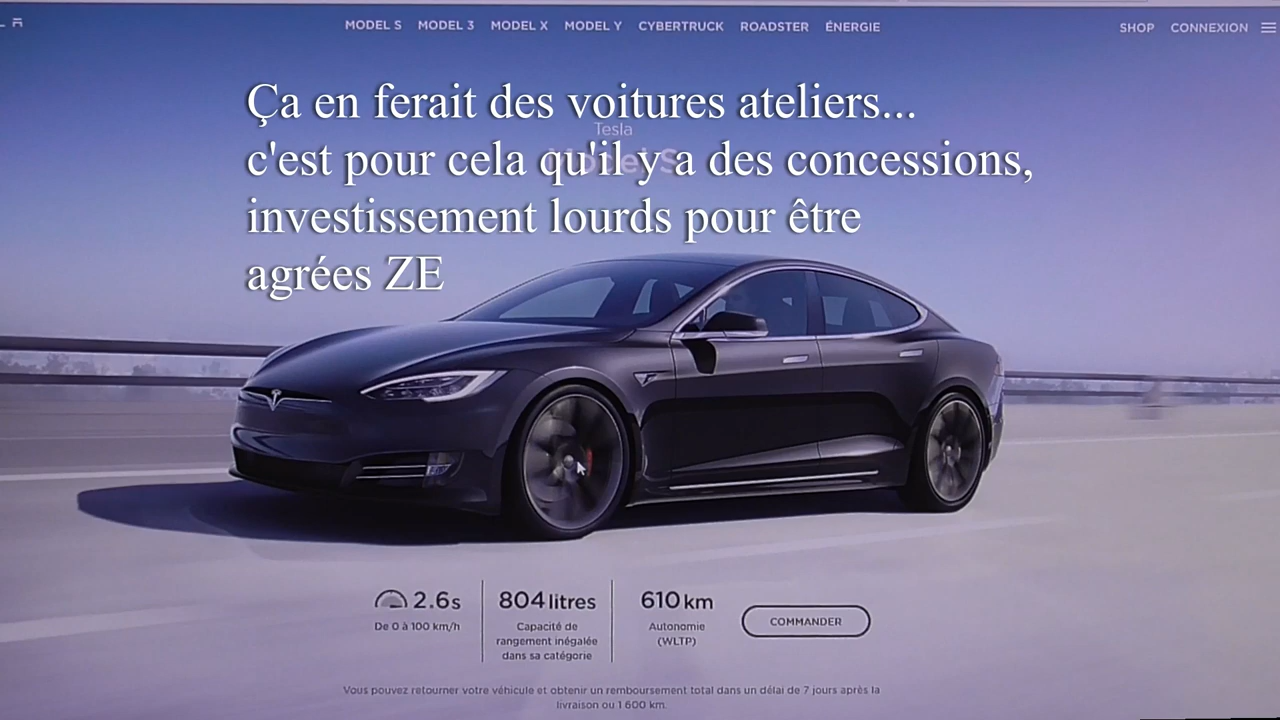 MODEL S MODEL 3 MODEL X MODEL Y CYBERTRUCK ROADSTER ÉNERGIE SHOP CONNEXION
Ça en ferait des voitures ateliers...
Tesla
Model S
c'est pour cela qu'il y a des concessions,
investissement lourds pour être
agrées ZE
2.6s
De 0 à 100 km/h
804 litres
Capacité de
rangement inégalée
dans sa catégorie
610 km
Autonomie
(WLTP)
COMMANDER
Vous pouvez retourner votre véhicule et obtenir un remboursement total dans un délai de 7 jours après la
livraison ou 1 600 km.